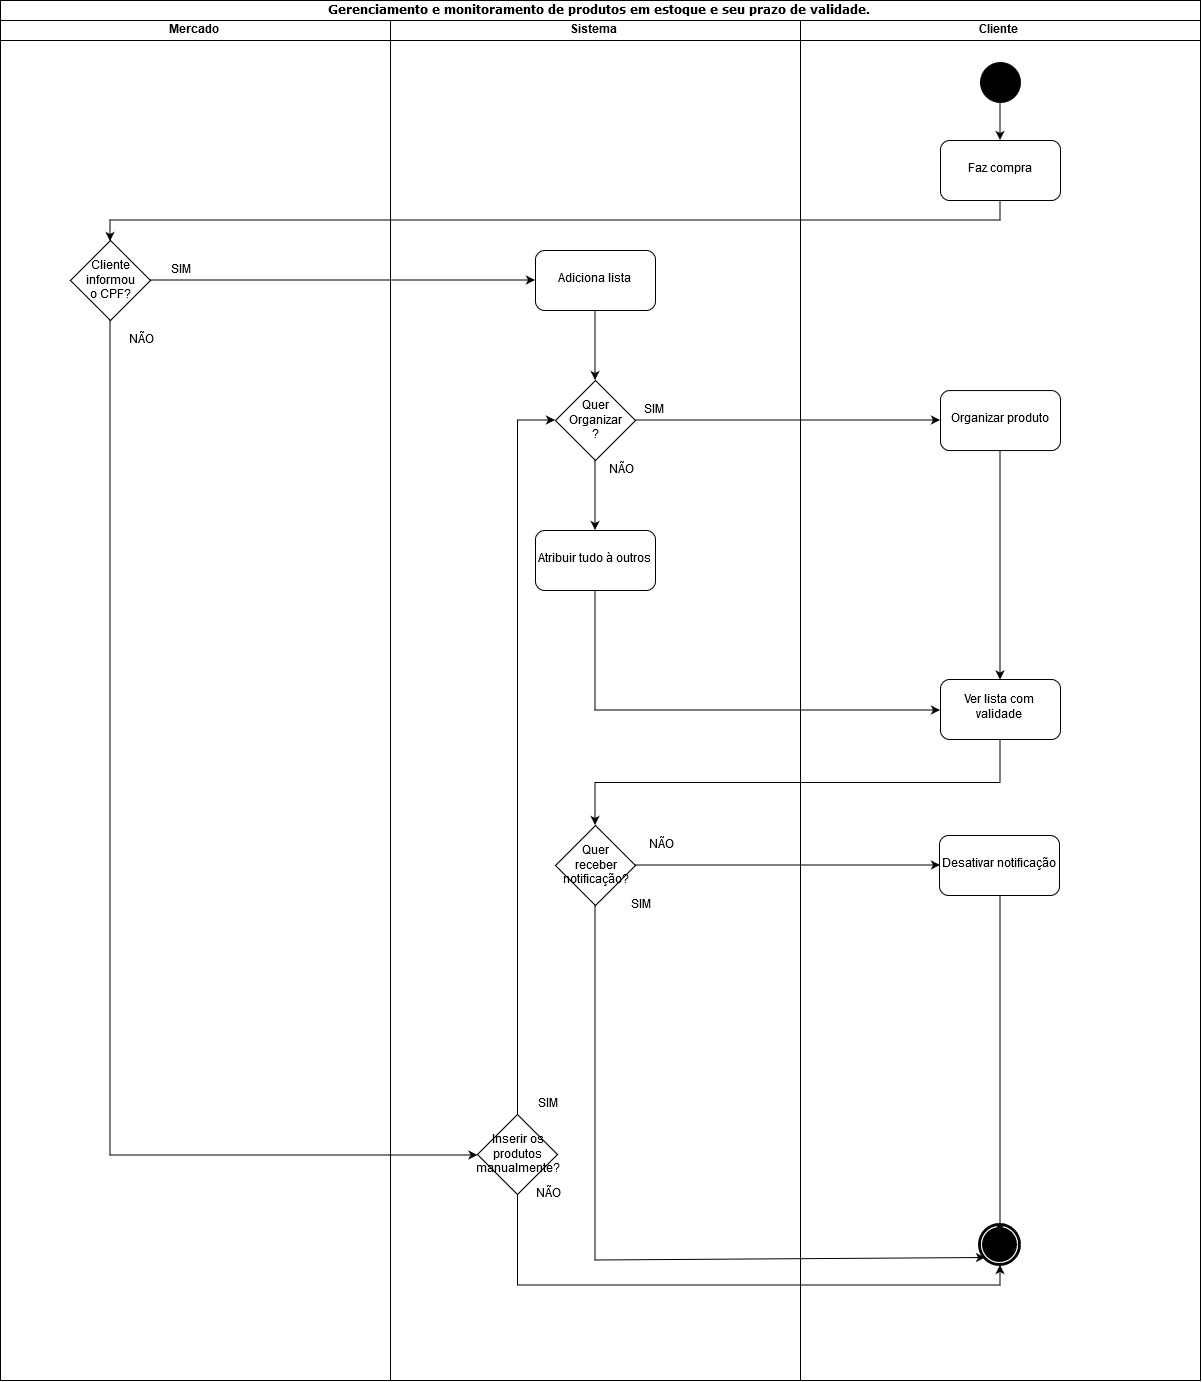 Gerenciamento e monitoramento de produtos em estoque e seu prazo de validade.
Mercado
Sistema
Cliente
Faz compra
Cliente
informou
o CPF?
SIM
NÃO
Adiciona lista
Quer
Organizar
?
SIM
NÃO
Organizar produto
Atribuir tudo à outros
Ver lista com
validade
Quer
receber
notificação?
NÃO
SIM
Desativar notificação
SIM
Inserir os
produtos
manualmente?
NÃO